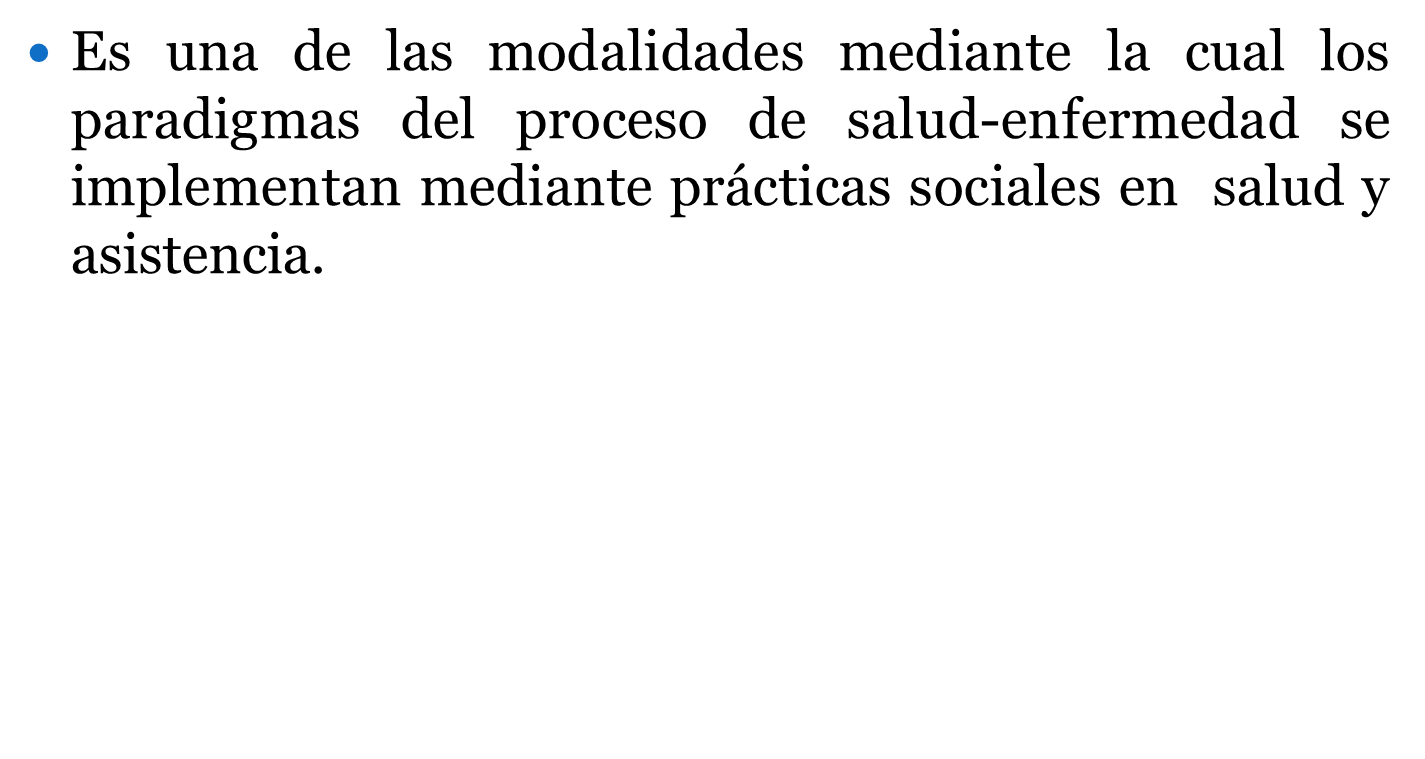 • Es una de las modalidades mediante la cual los
paradigmas del proceso de salud-enfermedad se
implementan mediante prácticas sociales en  salud y
asistencia.